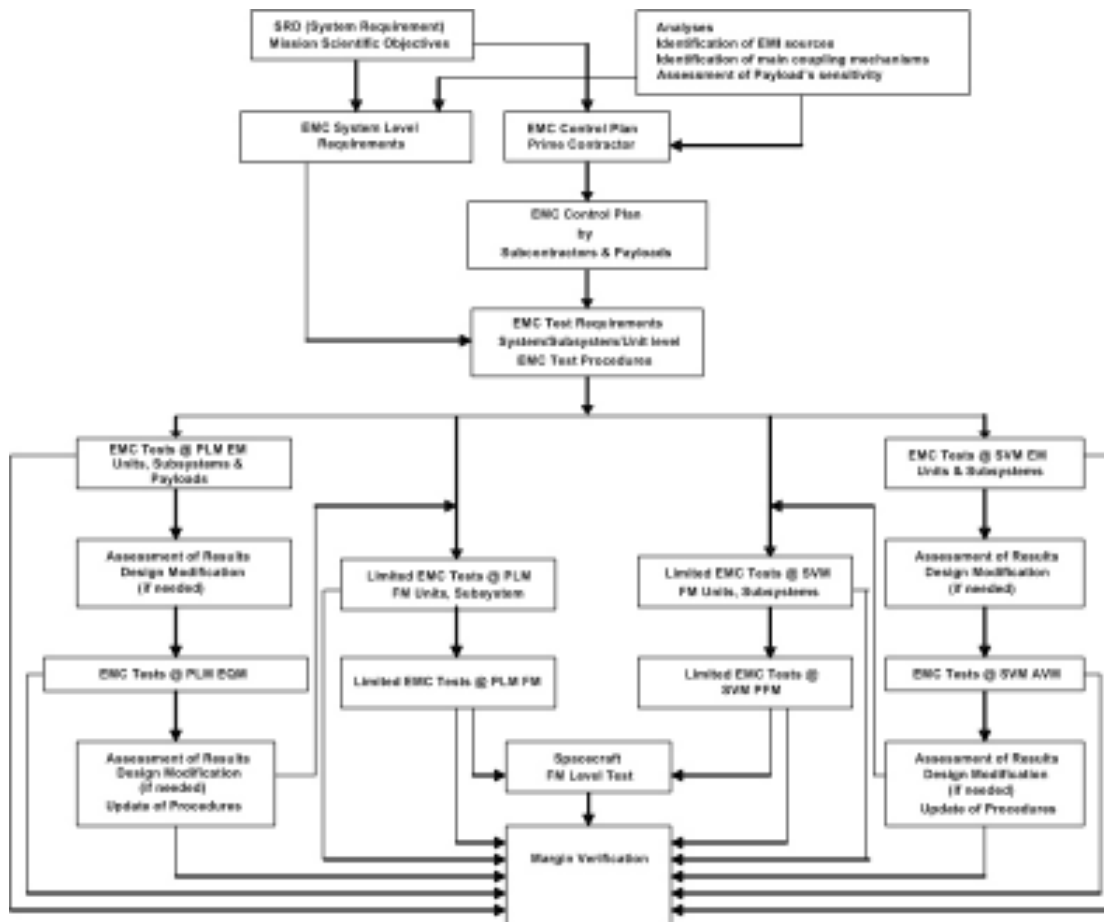 SRD (System Requirement)
Mission Scientific Objectives
Analyses
Identification of EMI sources
Identification of main coupling mechanisms
Assessment of Payload's sensitivity
EMC System Level
Requirements
EMC Control Plan
Prime Contractor
EMC Control Plan
by
Subcontractors & Payloads
EMC Test Requirements
System/Subsystem/Unit level
EMC Test Procedures
EMC Tests @ PLM EM
Units, Subsystems &
Payloads
EMC Tests @ SVM EM
Units & Subsystems
Assessment of Results
Design Modification
(if needed)
Limited EMC Tests @ PLM
FM Units, Subsystem
Limited EMC Tests @ SVM
FM Units, Subsystems
Assessment of Results
Design Modification
(if needed)
EMC Tests @ PLM EQM
Limited EMC Tests @ PLM FM
Limited EMC Tests @
SVM PFM
EMC Tests @ SVM AVM
Assessment of Results
Design Modification
(if needed)
Update of Procedures
Spacecraft
FM Level Test
Assessment of Results
Design Modification
(if needed)
Update of Procedures
Margin Verification